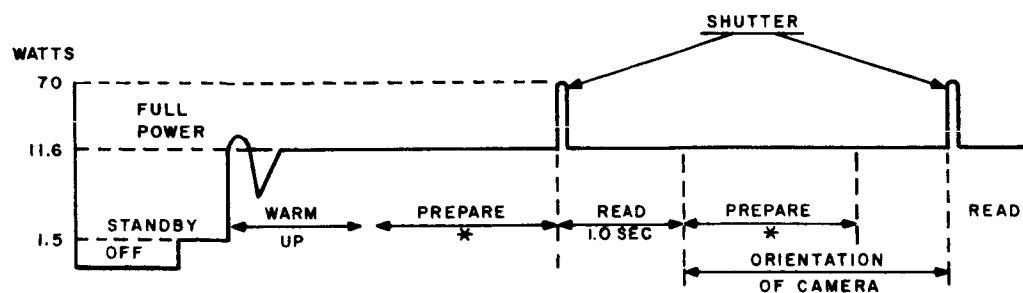 SHUTTER
WATTS
70
FULL
POWER
11.6
STANDBY
WARM
UP
PREPARE
*
READ
1.0 SEC
PREPARE
*
READ
1.5
OFF
ORIENTATION
OF CAMERA